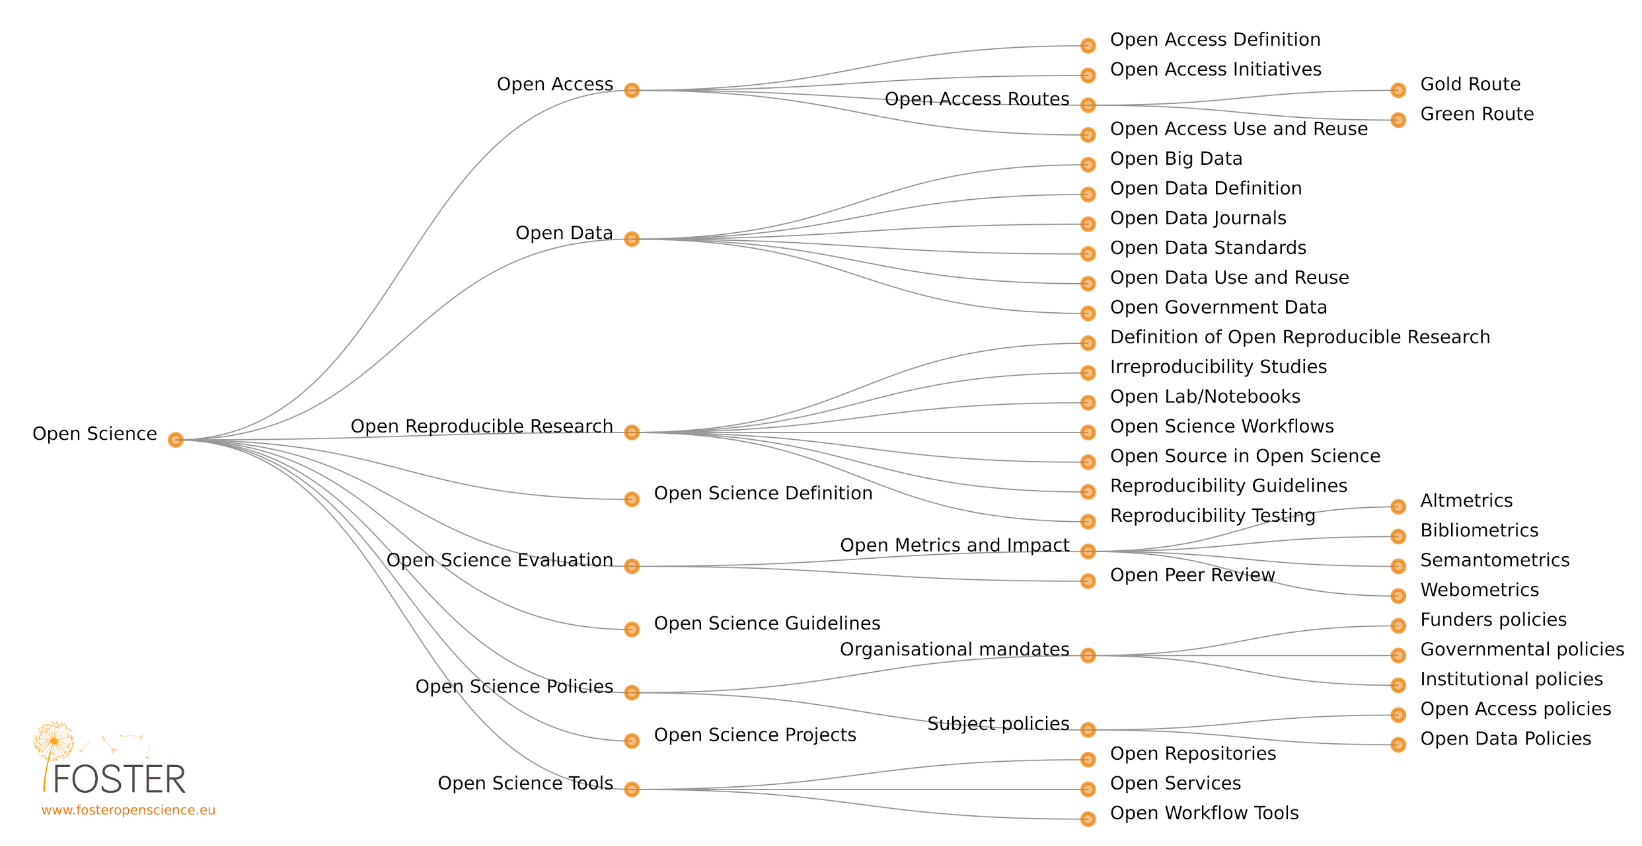 Open Science
Open Access
Open Access Definition
Open Access Initiatives
Open Access Routes
Gold Route
Green Route
Open Access Use and Reuse
Open Data
Open Big Data
Open Data Definition
Open Data Journals
Open Data Standards
Open Data Use and Reuse
Open Government Data
Open Reproducible Research
Definition of Open Reproducible Research
Irreproducibility Studies
Open Lab/Notebooks
Open Science Workflows
Open Source in Open Science
Reproducibility Guidelines
Reproducibility Testing
Open Science Definition
Open Science Evaluation
Open Metrics and Impact
Altmetrics
Bibliometrics
Semantometrics
Webometrics
Open Peer Review
Open Science Guidelines
Open Science Policies
Organisational mandates
Funders policies
Governmental policies
Institutional policies
Subject policies
Open Access policies
Open Data Policies
Open Science Projects
Open Science Tools
Open Repositories
Open Services
Open Workflow Tools
FOSTER
www.fosteropenscience.eu